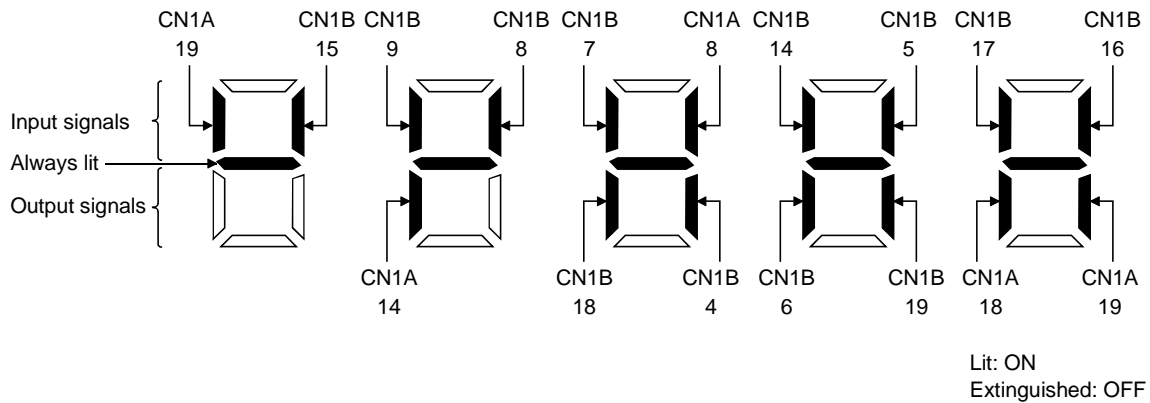 CN1A CN1B CN1B CN1B CN1B CN1A CN1B CN1B CN1B CN1B
19 15 9 8 7 8 14 5 17 16
Input signals
Always lit
Output signals
CN1A CN1B CN1B CN1B CN1B CN1A CN1A
14 18 4 6 19 18 19
Lit: ON
Extinguished: OFF